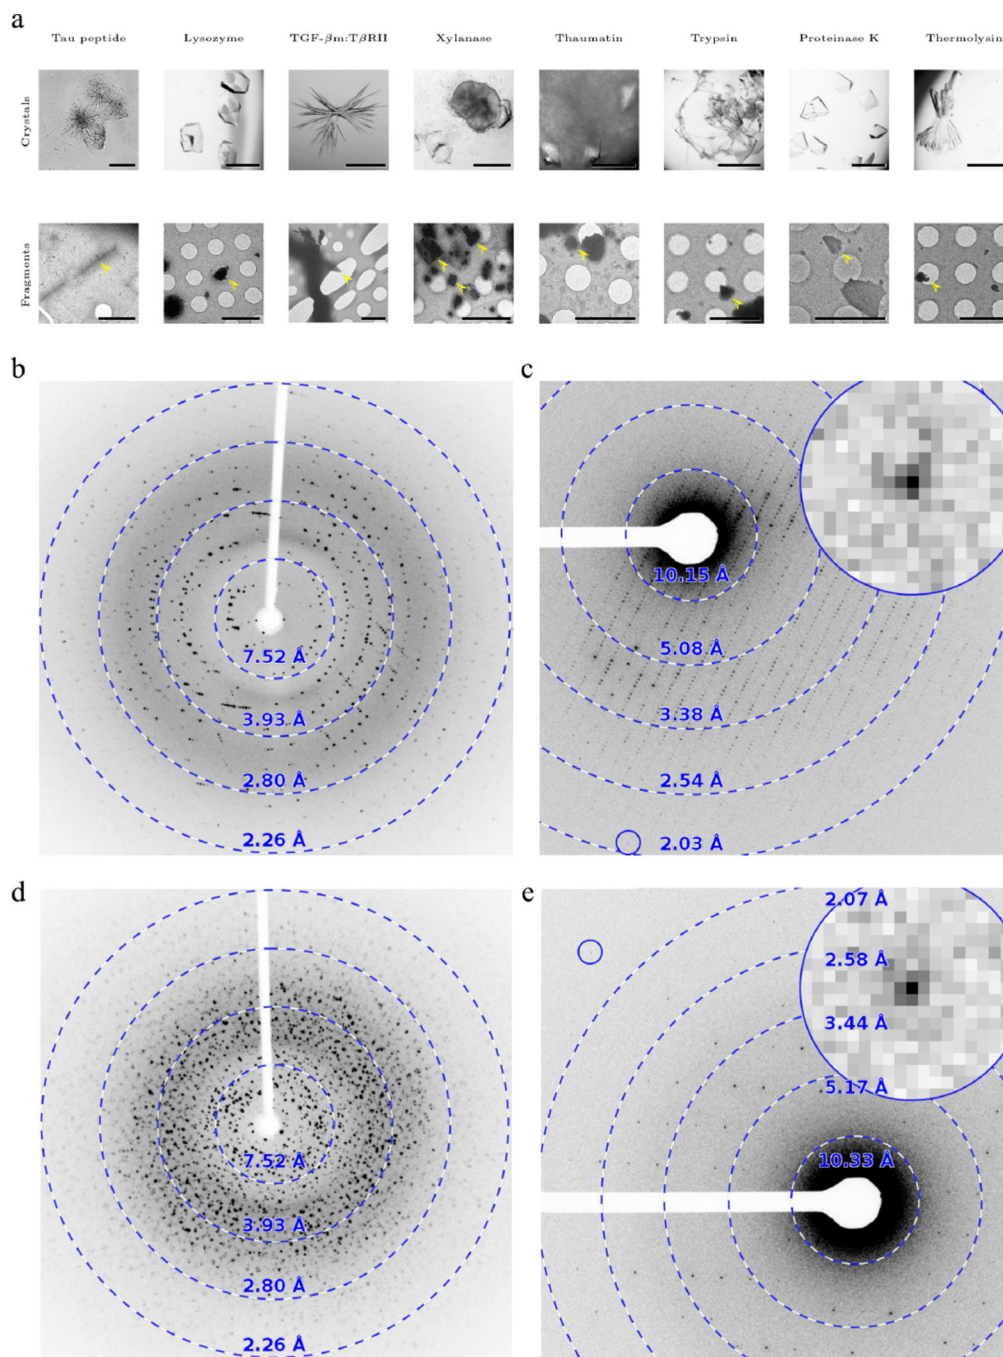 a
Tau peptide Lysozyme TGF-βm:TβRII Xylanase Thaumatin Trypsin Proteinase K Thermolysin
Crystals
Fragments
b
7.52 Å
3.93 Å
2.80 Å
2.26 Å
c
10.15 Å
5.08 Å
3.38 Å
2.54 Å
2.03 Å
d
7.52 Å
3.93 Å
2.80 Å
2.26 Å
e
2.07 Å
2.58 Å
3.44 Å
5.17 Å
10.33 Å